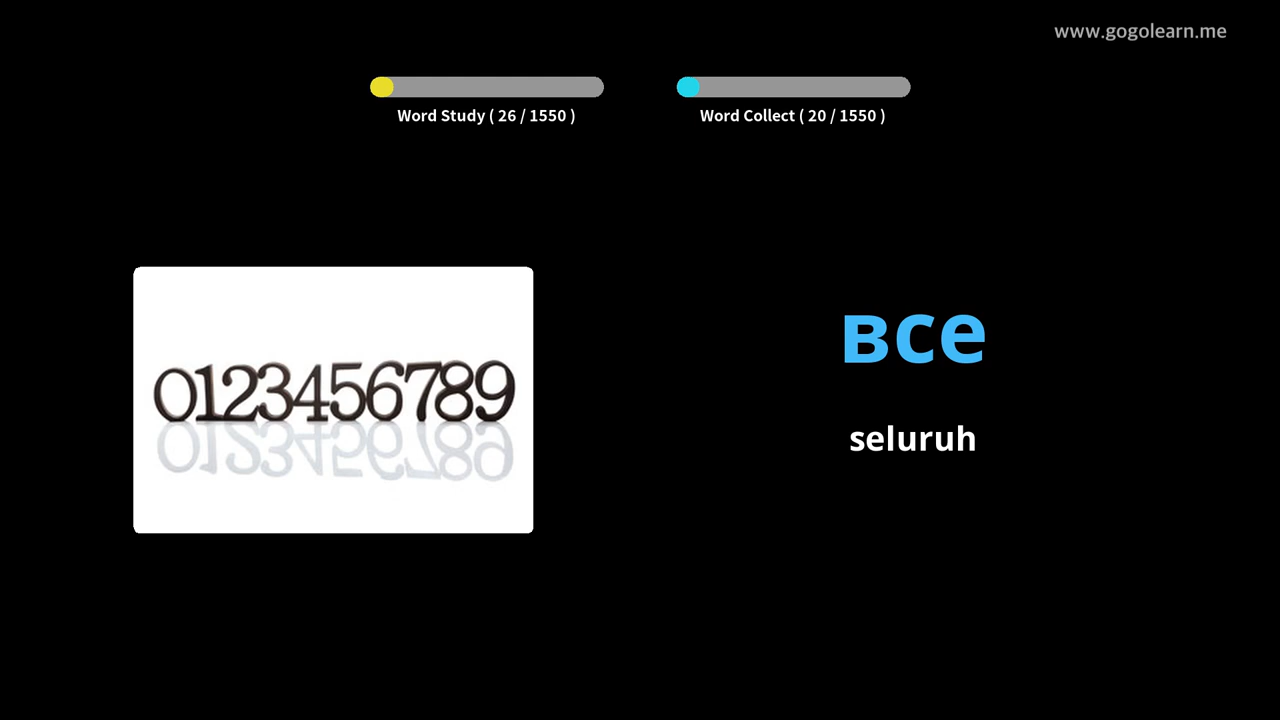 www.gogolearn.me
Word Study ( 26 / 1550 )
Word Collect ( 20 / 1550 )
0123456789
все
seluruh